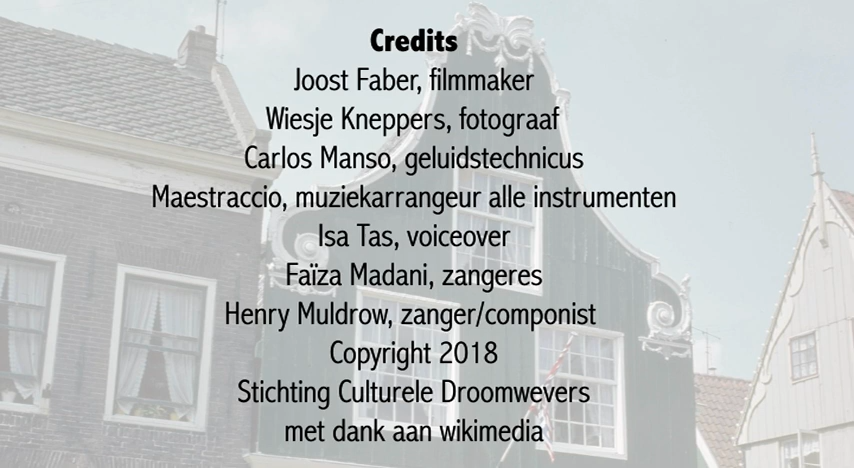 Credits
Joost Faber, filmmaker
Wiesje Kneppers, fotograaf
Carlos Manso, geluidstechnicus
Maestraccio, muziekarrangeur alle instrumenten
Isa Tas, voiceover
Faïza Madani, zangeres
Henry Muldrow, zanger/componist
Copyright 2018
Stichting Culturele Droomwevers
met dank aan wikimedia